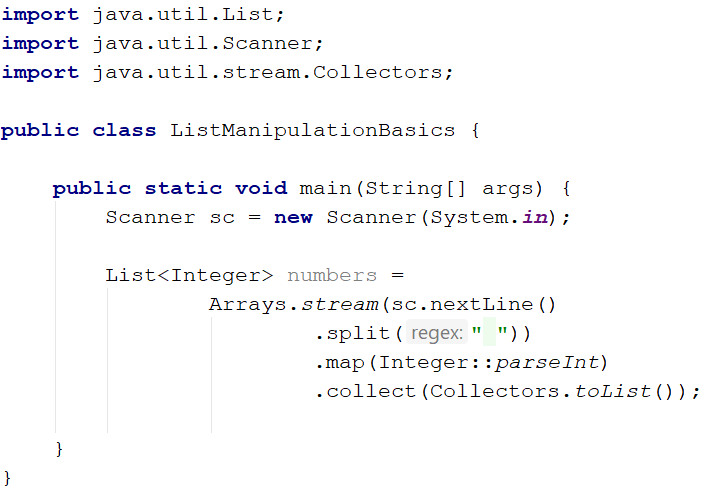 import java.util.List;
import java.util.Scanner;
import java.util.stream.Collectors;

public class ListManipulationBasics {

    public static void main(String[] args) {
        Scanner sc = new Scanner(System.in);

        List<Integer> numbers =
                Arrays.stream(sc.nextLine()
                        .split( regex: " "))
                        .map(Integer::parseInt)
                        .collect(Collectors.toList());

    }
}